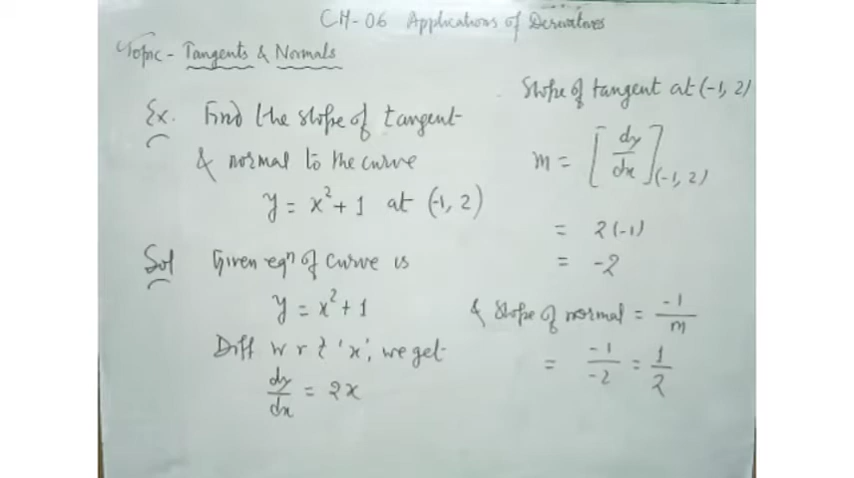 CH-06 Applications of Derivatives
Topic - Tangents & Normals
Ex. Find the slope of tangent
& normal to the curve
y = x² + 1 at (-1, 2)
Sol Given eqⁿ of curve is
y = x² + 1
Diff w r t 'x', we get
dy/dx = 2x
Slope of tangent at (-1, 2)
m = [dy/dx](-1, 2)
= 2(-1)
= -2
& Slope of normal = -1/m
= -1/-2 = 1/2